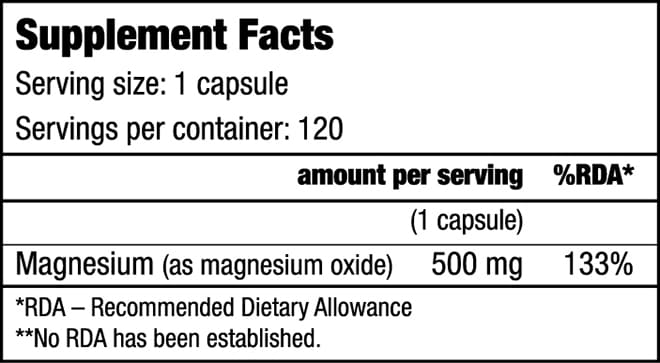 Supplement Facts
Serving size: 1 capsule
Servings per container: 120
amount per serving %RDA*
(1 capsule)
Magnesium (as magnesium oxide) 500 mg 133%
*RDA – Recommended Dietary Allowance
**No RDA has been established.